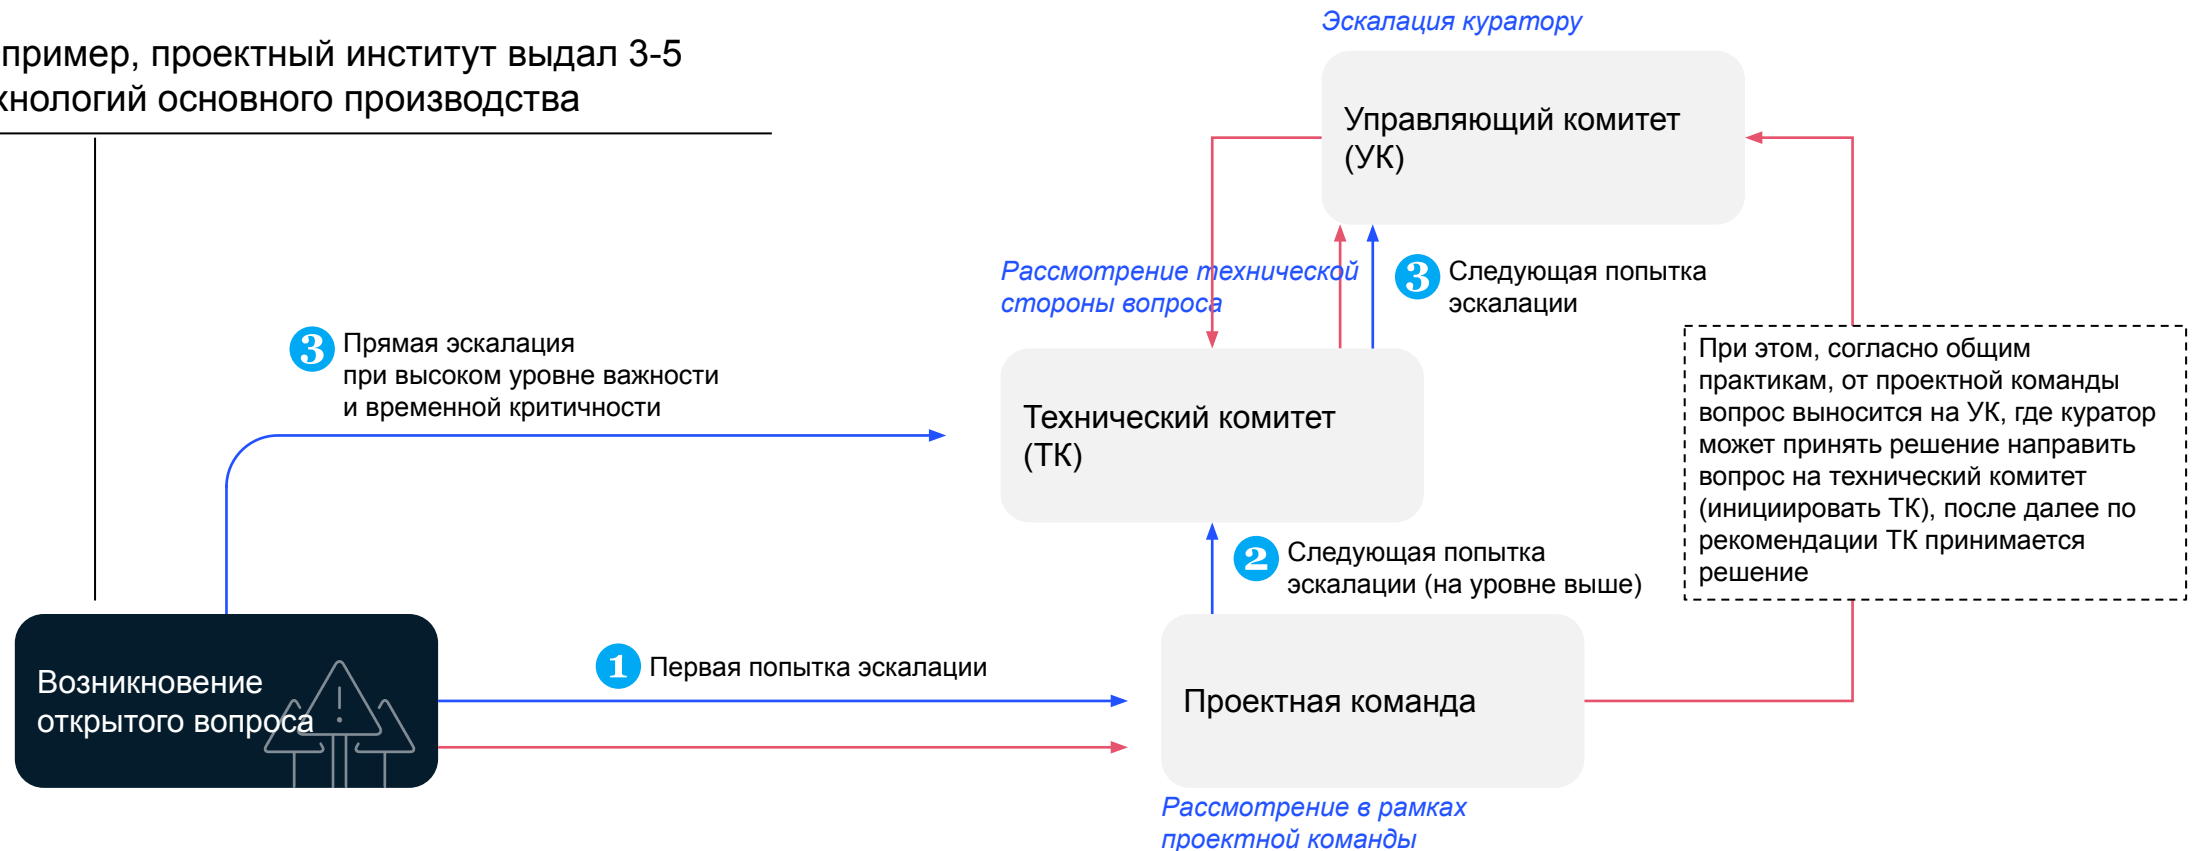 Эскалация куратору
пример, проектный институт выдал 3-5
хнологий основного производства
Управляющий комитет
(УК)
Рассмотрение технической
стороны вопроса
3 Следующая попытка
эскалации
3 Прямая эскалация
при высоком уровне важности
и временной критичности
При этом, согласно общим
практикам, от проектной команды
вопрос выносится на УК, где куратор
может принять решение направить
вопрос на технический комитет
(инициировать ТК), после далее по
рекомендации ТК принимается
решение
Технический комитет
(ТК)
2 Следующая попытка
эскалации (на уровне выше)
Возникновение
открытого вопроса
1 Первая попытка эскалации
Проектная команда
Рассмотрение в рамках
проектной команды